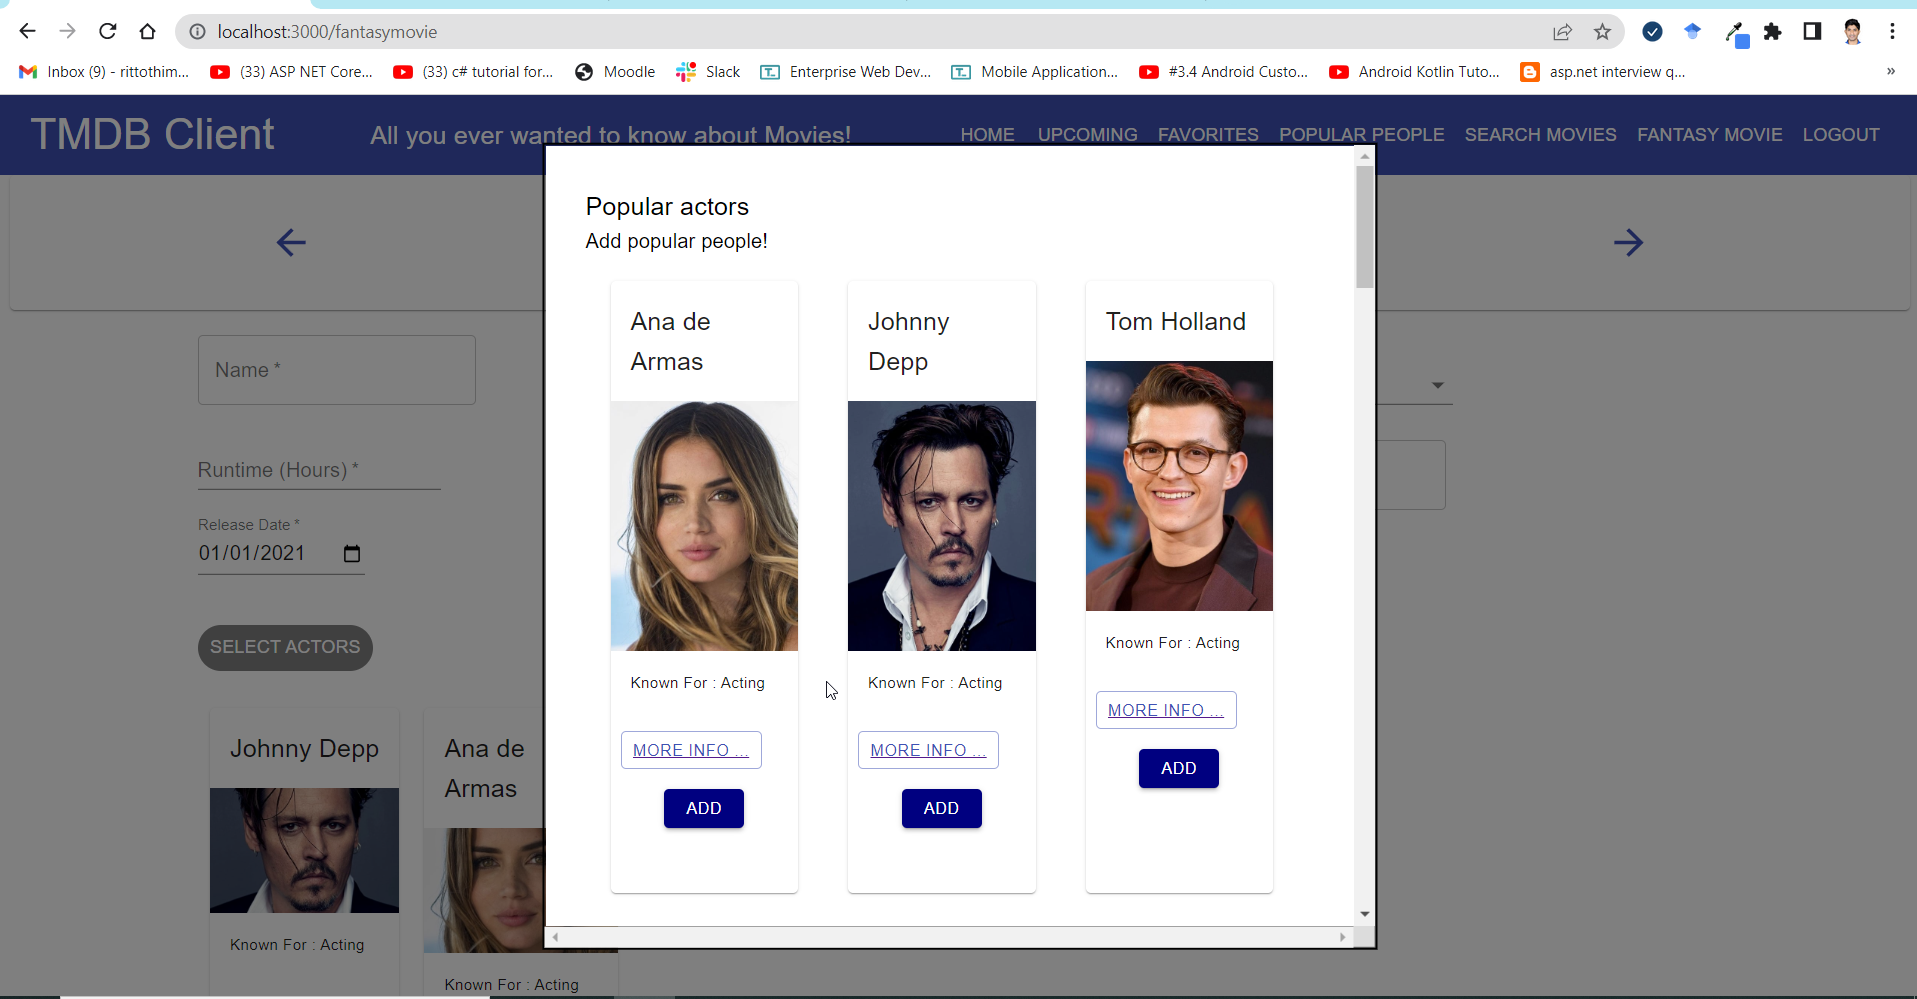 localhost:3000/fantasymovie
Inbox (9) - rittothim... (33) ASP NET Core... (33) c# tutorial for... Moodle Slack Enterprise Web Dev... Mobile Application... #3.4 Android Custo... Android Kotlin Tuto... asp.net interview q... »
TMDB Client All you ever wanted to know about Movies! HOME UPCOMING FAVORITES POPULAR PEOPLE SEARCH MOVIES FANTASY MOVIE LOGOUT
Popular actors
Add popular people!
Ana de
Armas
Known For : Acting
MORE INFO ...
ADD
Johnny
Depp
Known For : Acting
MORE INFO ...
ADD
Tom Holland
Known For : Acting
MORE INFO ...
ADD
Name *
Runtime (Hours) *
Release Date *
01/01/2021
SELECT ACTORS
Johnny Depp
Known For : Acting
Ana de
Armas
Known For : Acting